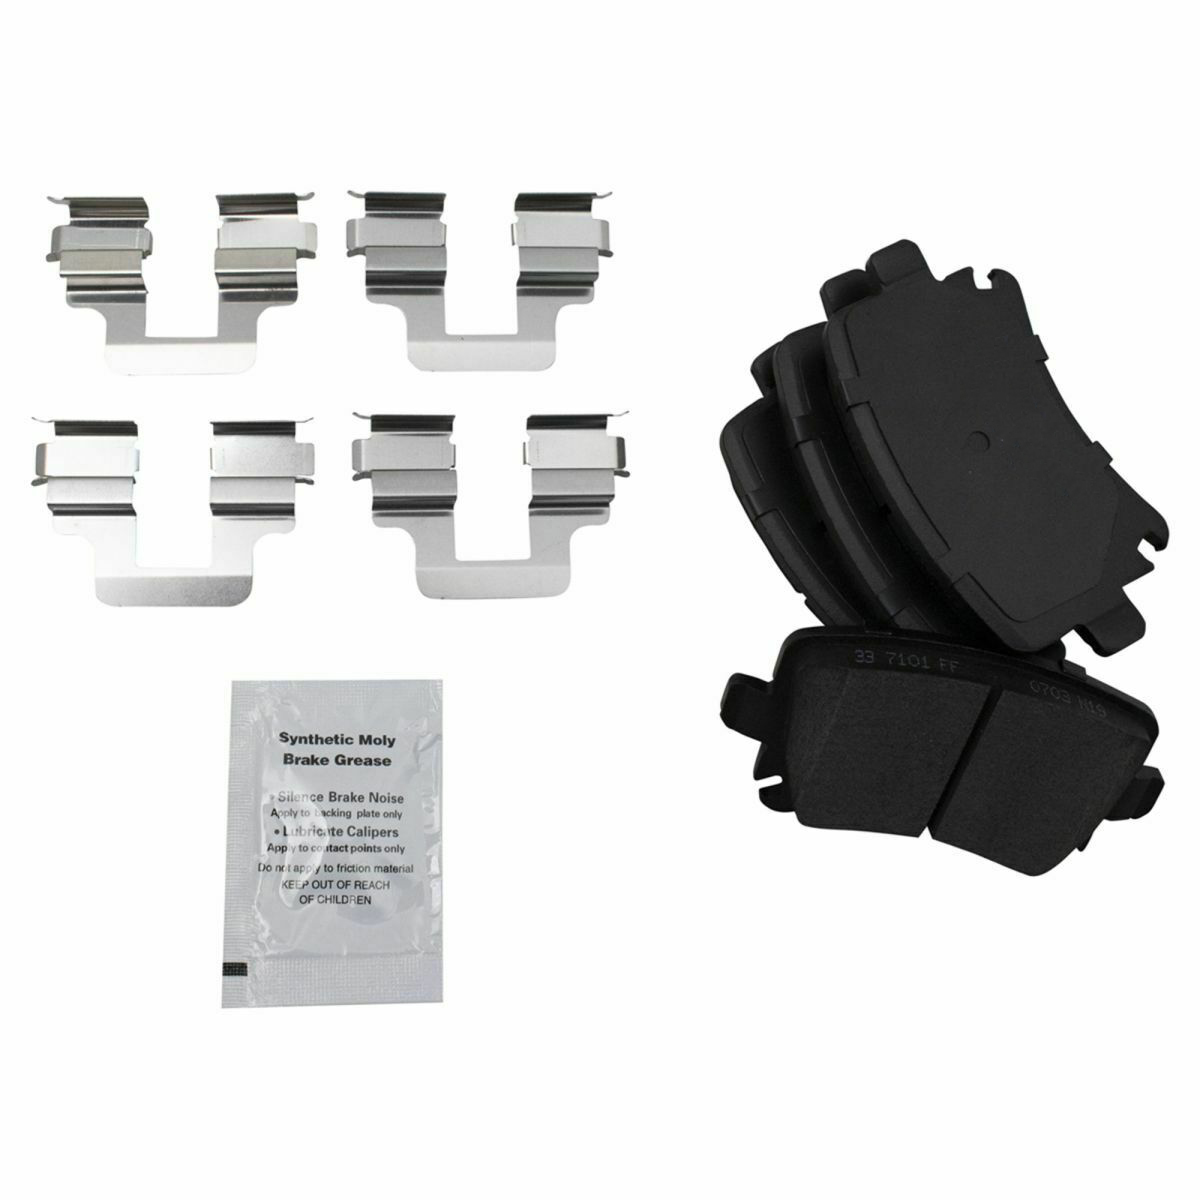 33 7101 FF
0703 N19
Synthetic Moly
Brake Grease
• Silence Brake Noise
Apply to backing plate only
• Lubricate Calipers
Apply to contact points only
Do not apply to friction material
KEEP OUT OF REACH
OF CHILDREN